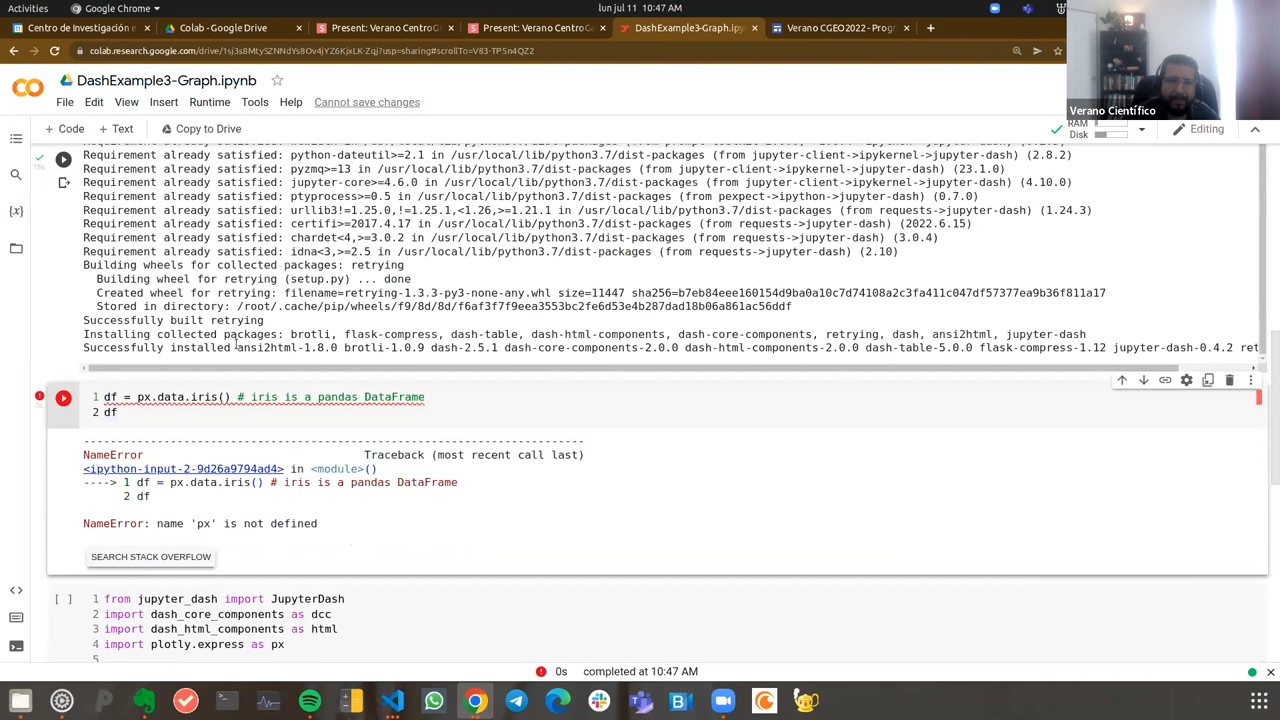 Activities
Google Chrome
lun jul 11 10:47 AM
Centro de Investigación e
Colab - Google Drive
Present: Verano CentroG
Present: Verano CentroG
DashExample3-Graph.ipyn
Verano CGEO2022 - Progr
colab.research.google.com/drive/1sj3s8MtySZNNdYs8Ov4jYZ6KjxLK-Zqj?usp=sharing#scrollTo=V83-TP5n4QZ2
DashExample3-Graph.ipynb
File Edit View Insert Runtime Tools Help Cannot save changes
Verano Científico
+ Code + Text Copy to Drive
RAM
Disk
Editing
Requirement already satisfied: python-dateutil>=2.1 in /usr/local/lib/python3.7/dist-packages (from jupyter-client->ipykernel->jupyter-dash) (2.8.2)
Requirement already satisfied: pyzmq>=13 in /usr/local/lib/python3.7/dist-packages (from jupyter-client->ipykernel->jupyter-dash) (23.1.0)
Requirement already satisfied: jupyter-core>=4.6.0 in /usr/local/lib/python3.7/dist-packages (from jupyter-client->ipykernel->jupyter-dash) (4.10.0)
Requirement already satisfied: ptyprocess>=0.5 in /usr/local/lib/python3.7/dist-packages (from pexpect->ipython->jupyter-dash) (0.7.0)
Requirement already satisfied: urllib3!=1.25.0,!=1.25.1,<1.26,>=1.21.1 in /usr/local/lib/python3.7/dist-packages (from requests->jupyter-dash) (1.24.3)
Requirement already satisfied: certifi>=2017.4.17 in /usr/local/lib/python3.7/dist-packages (from requests->jupyter-dash) (2022.6.15)
Requirement already satisfied: chardet<4,>=3.0.2 in /usr/local/lib/python3.7/dist-packages (from requests->jupyter-dash) (3.0.4)
Requirement already satisfied: idna<3,>=2.5 in /usr/local/lib/python3.7/dist-packages (from requests->jupyter-dash) (2.10)
Building wheels for collected packages: retrying
Building wheel for retrying (setup.py) ... done
Created wheel for retrying: filename=retrying-1.3.3-py3-none-any.whl size=11447 sha256=b7eb84eee160154d9ba0a10c7d74108a2c3fa411c047df57377ea9b36f811a17
Stored in directory: /root/.cache/pip/wheels/f9/8d/8d/f6af3f7f9eea3553bc2fe6d53e4b287dad18b06a861ac56ddf
Successfully built retrying
Installing collected packages: brotli, flask-compress, dash-table, dash-html-components, dash-core-components, retrying, dash, ansi2html, jupyter-dash
Successfully installed ansi2html-1.8.0 brotli-1.0.9 dash-2.5.1 dash-core-components-2.0.0 dash-html-components-2.0.0 dash-table-5.0.0 flask-compress-1.12 jupyter-dash-0.4.2 ret
1 df = px.data.iris() # iris is a pandas DataFrame
2 df
---------------------------------------------------------------------------
NameError Traceback (most recent call last)
<ipython-input-2-9d26a9794ad4> in <module>()
----> 1 df = px.data.iris() # iris is a pandas DataFrame
2 df
NameError: name 'px' is not defined
SEARCH STACK OVERFLOW
[ ] 1 from jupyter_dash import JupyterDash
2 import dash_core_components as dcc
3 import dash_html_components as html
4 import plotly.express as px
5
0s completed at 10:47 AM